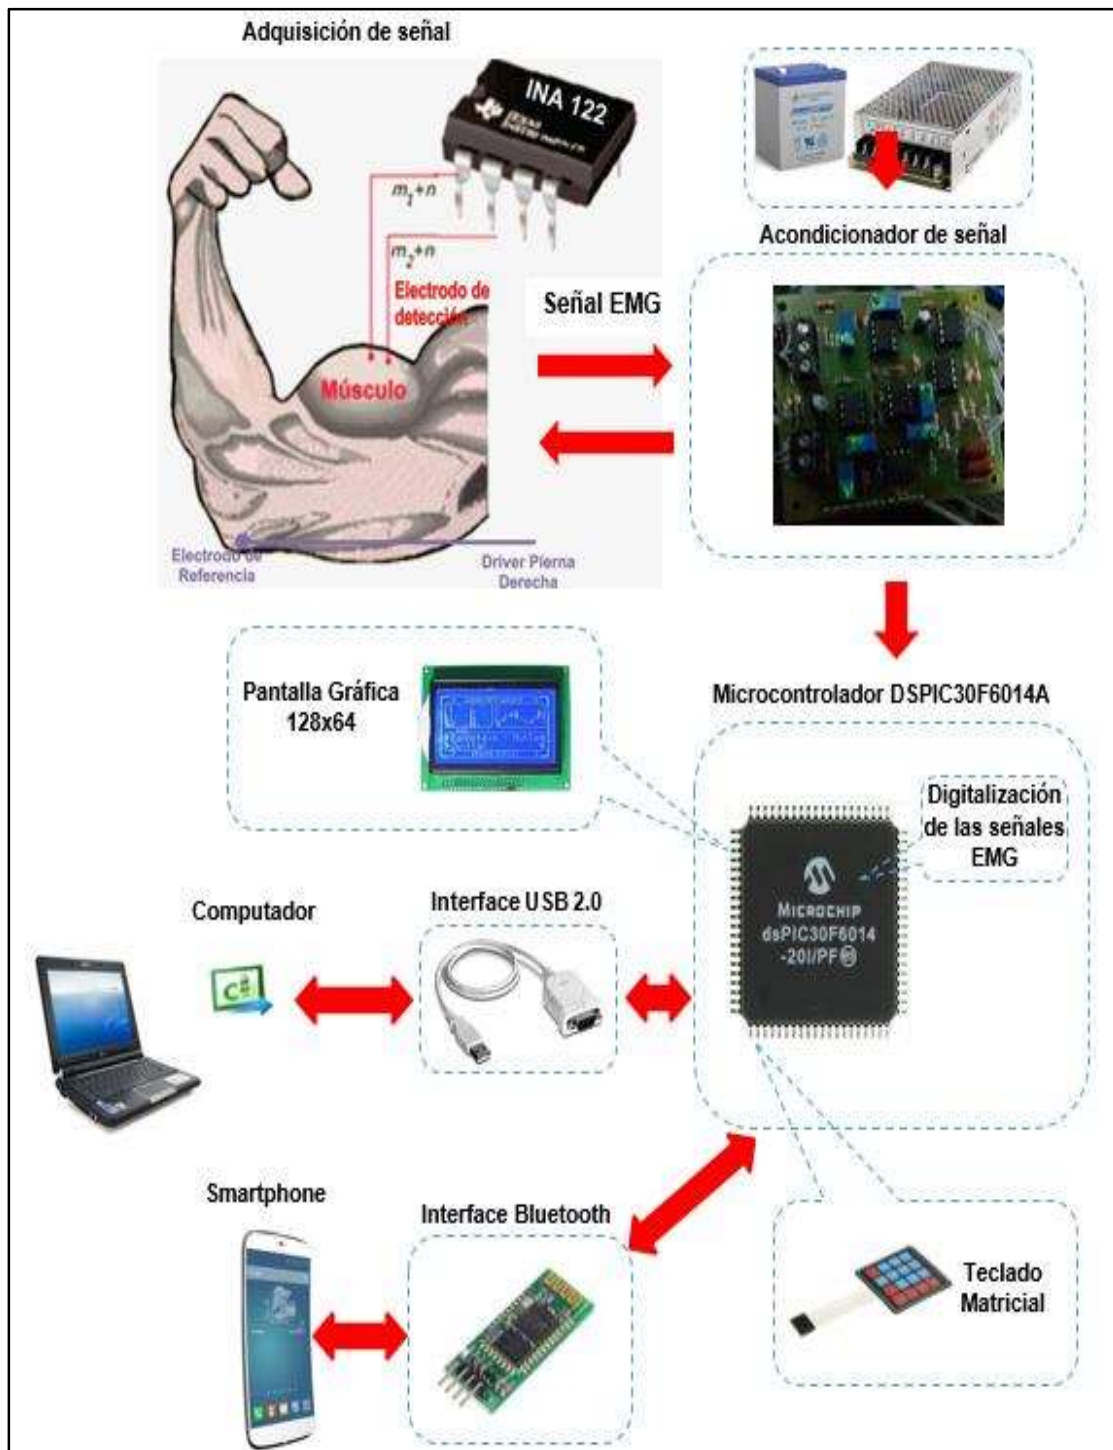 Adquisición de señal
INA 122
m1+n
m2+n
Electrodo de
detección
Músculo
Electrodo de
Referencia
Driver Pierna
Derecha
Señal EMG
Acondicionador de señal
Pantalla Gráfica
128x64
Microcontrolador DSPIC30F6014A
Digitalización
de las señales
EMG
MICROCHIP
dsPIC30F6014
-20I/PF
Computador
C#
Interface USB 2.0
Smartphone
Interface Bluetooth
Teclado
Matricial